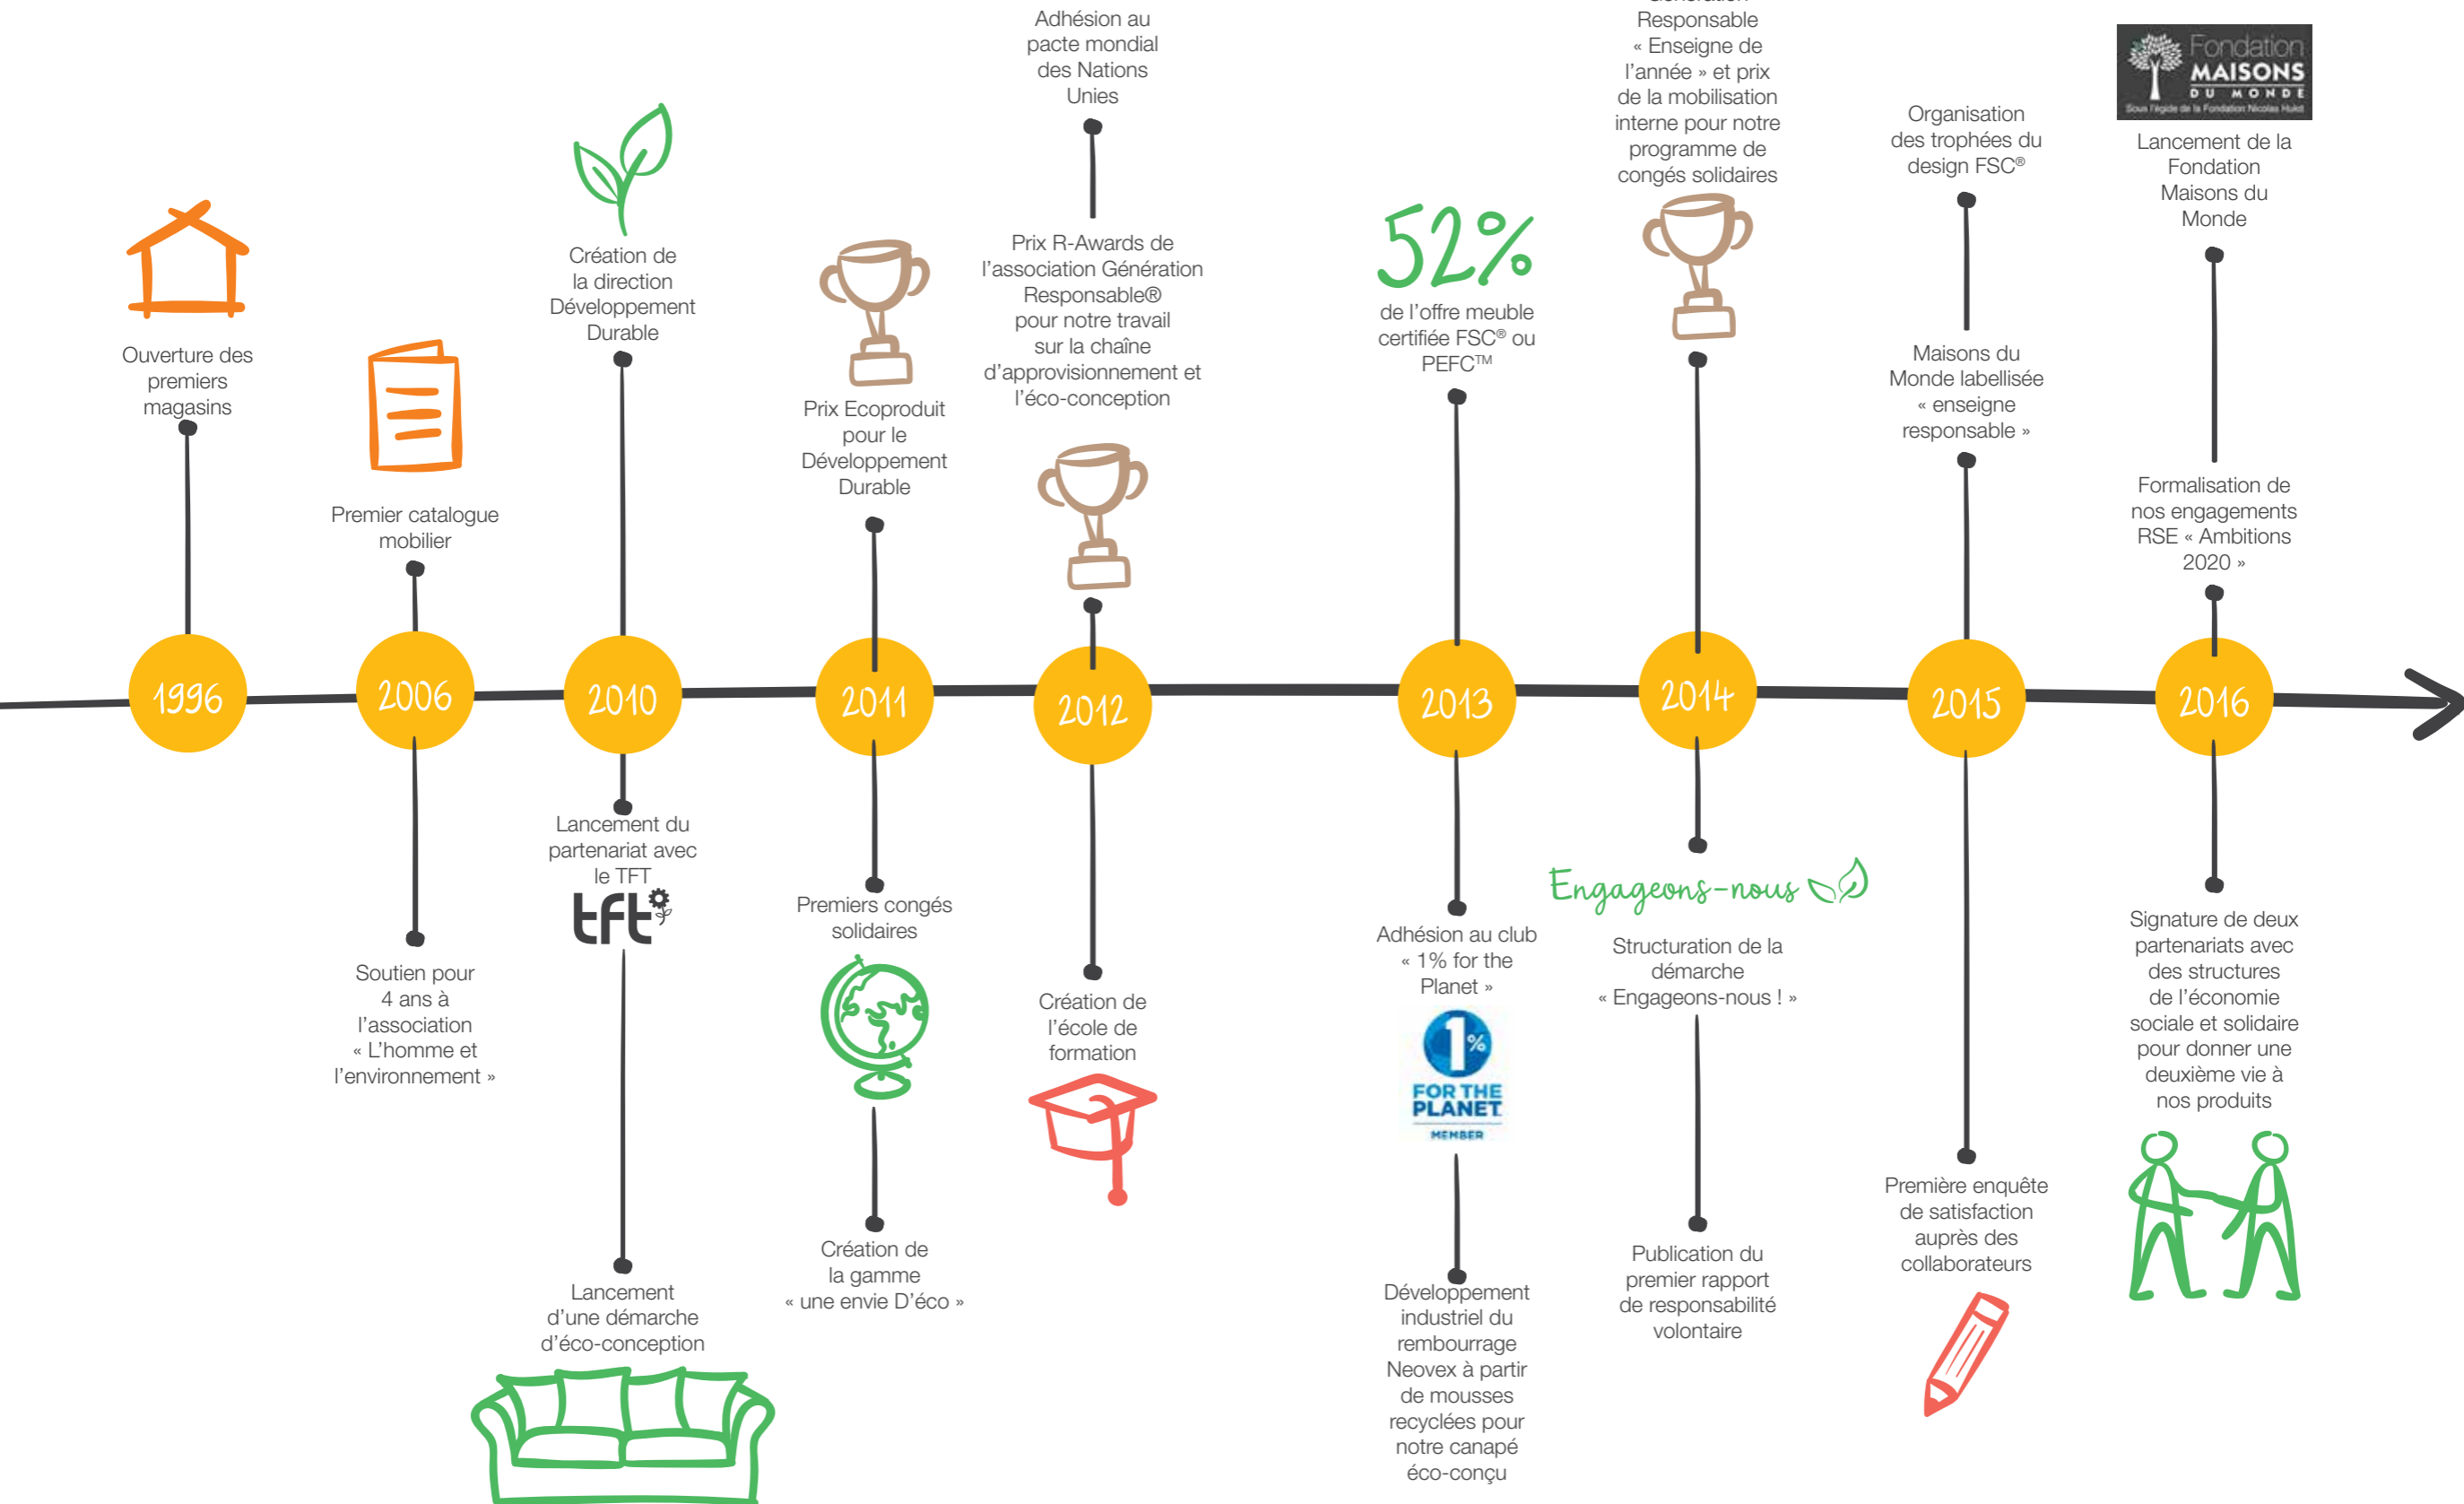 1996
Ouverture des
premiers
magasins
2006
Premier catalogue
mobilier
Soutien pour
4 ans à
l'association
« L'homme et
l'environnement »
2010
Création de
la direction
Développement
Durable
Lancement du
partenariat avec
le TFT
tft
Lancement
d'une démarche
d'éco-conception
2011
Prix Ecoproduit
pour le
Développement
Durable
Premiers congés
solidaires
Création de
la gamme
« une envie D'éco »
2012
Adhésion au
pacte mondial
des Nations
Unies
Prix R-Awards de
l'association Génération
Responsable®
pour notre travail
sur la chaîne
d'approvisionnement et
l'éco-conception
Création de
l'école de
formation
2013
52%
de l'offre meuble
certifiée FSC® ou
PEFC™
Adhésion au club
« 1% for the
Planet »
1%
FOR THE
PLANET
MEMBER
Développement
industriel du
rembourrage
Neovex à partir
de mousses
recyclées pour
notre canapé
éco-conçu
2014
Responsable
« Enseigne de
l'année » et prix
de la mobilisation
interne pour notre
programme de
congés solidaires
Engageons-nous
Structuration de la
démarche
« Engageons-nous ! »
Publication du
premier rapport
de responsabilité
volontaire
2015
Organisation
des trophées du
design FSC®
Maisons du
Monde labellisée
« enseigne
responsable »
Première enquête
de satisfaction
auprès des
collaborateurs
2016
Fondation
MAISONS
DU MONDE
Sous l'égide de la Fondation Nicolas Hulot
Lancement de la
Fondation
Maisons du
Monde
Formalisation de
nos engagements
RSE « Ambitions
2020 »
Signature de deux
partenariats avec
des structures
de l'économie
sociale et solidaire
pour donner une
deuxième vie à
nos produits